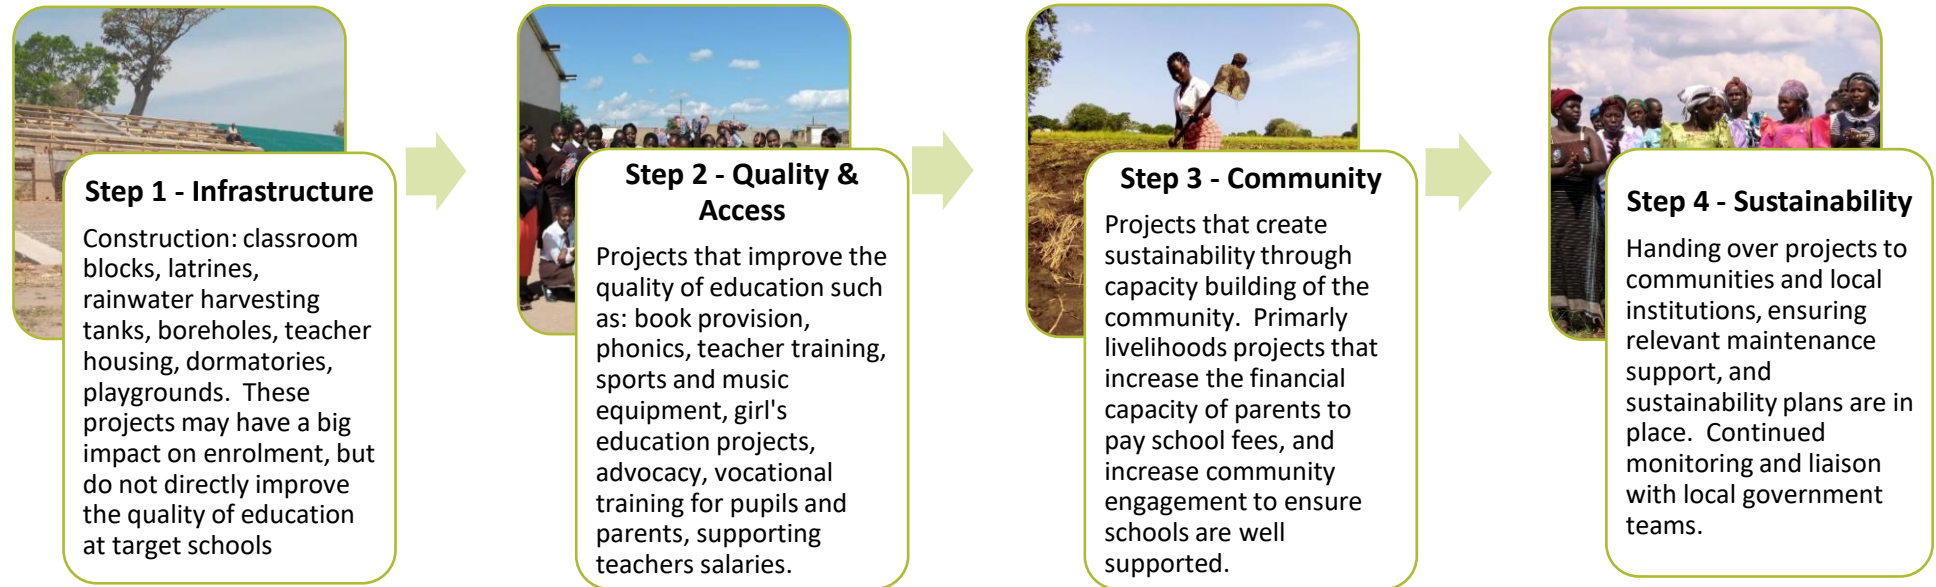 Step 1 - Infrastructure
Construction: classroom
blocks, latrines,
rainwater harvesting
tanks, boreholes, teacher
housing, dormatories,
playgrounds.  These
projects may have a big
impact on enrolment, but
do not directly improve
the quality of education
at target schools
Step 2 - Quality &
Access
Projects that improve the
quality of education such
as: book provision,
phonics, teacher training,
sports and music
equipment, girl's
education projects,
advocacy, vocational
training for pupils and
parents, supporting
teachers salaries.
Step 3 - Community
Projects that create
sustainability through
capacity building of the
community.  Primarly
livelihoods projects that
increase the financial
capacity of parents to
pay school fees, and
increase community
engagement to ensure
schools are well
supported.
Step 4 - Sustainability
Handing over projects to
communities and local
institutions, ensuring
relevant maintenance
support, and
sustainability plans are in
place.  Continued
monitoring and liaison
with local government
teams.